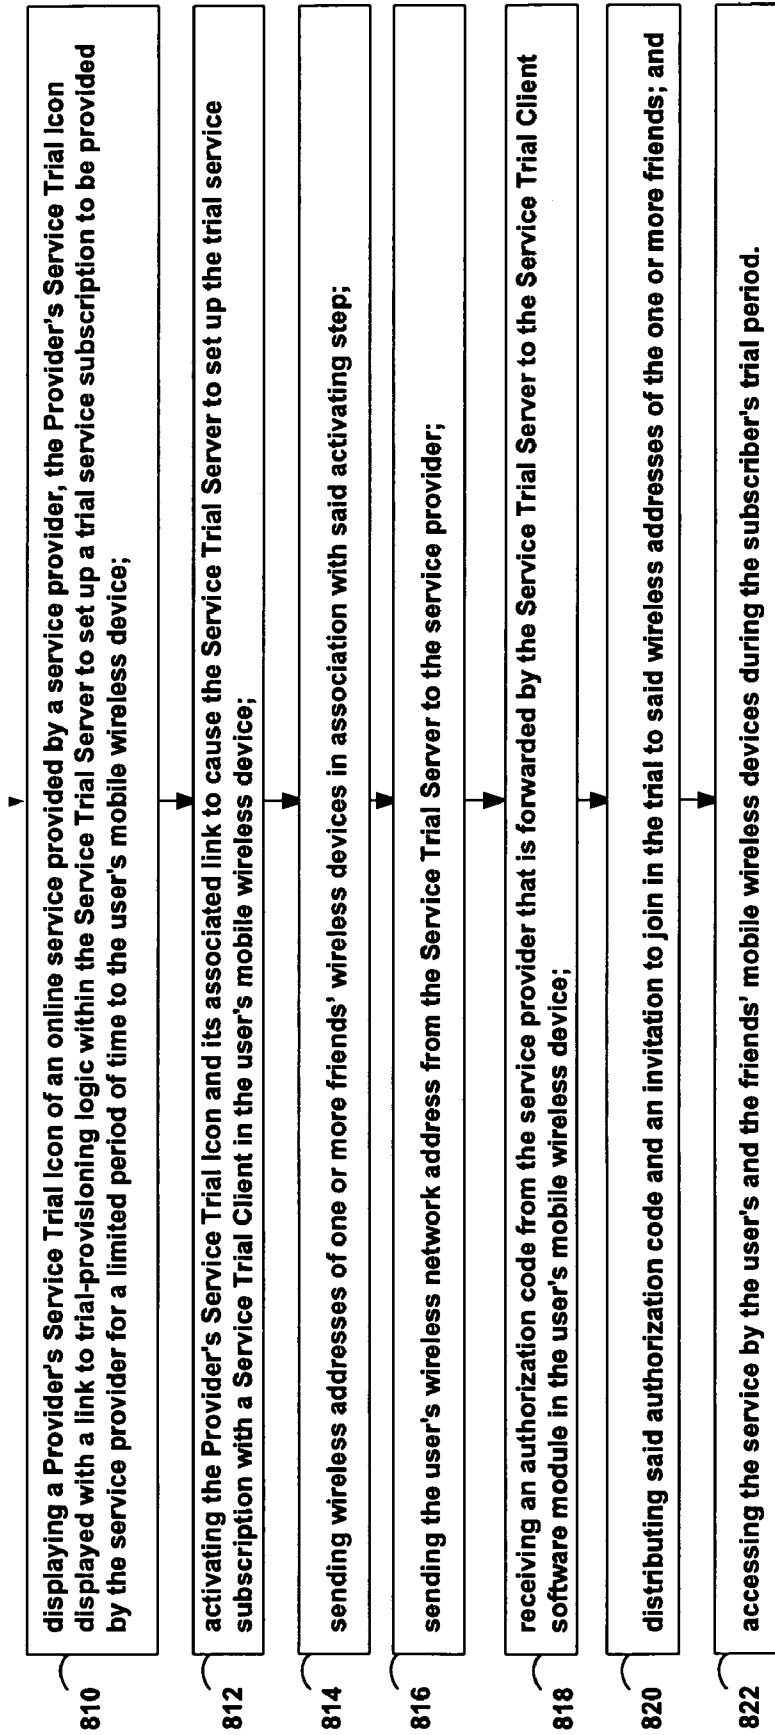 810
displaying a Provider's Service Trial Icon of an online service provided by a service provider, the Provider's Service Trial Icon
displayed with a link to trial-provisioning logic within the Service Trial Server to set up a trial service subscription to be provided
by the service provider for a limited period of time to the user's mobile wireless device;
812
activating the Provider's Service Trial Icon and its associated link to cause the Service Trial Server to set up the trial service
subscription with a Service Trial Client in the user's mobile wireless device;
814
sending wireless addresses of one or more friends' wireless devices in association with said activating step;
816
sending the user's wireless network address from the Service Trial Server to the service provider;
818
receiving an authorization code from the service provider that is forwarded by the Service Trial Server to the Service Trial Client
software module in the user's mobile wireless device;
820
distributing said authorization code and an invitation to join in the trial to said wireless addresses of the one or more friends; and
822
accessing the service by the user's and the friends' mobile wireless devices during the subscriber's trial period.